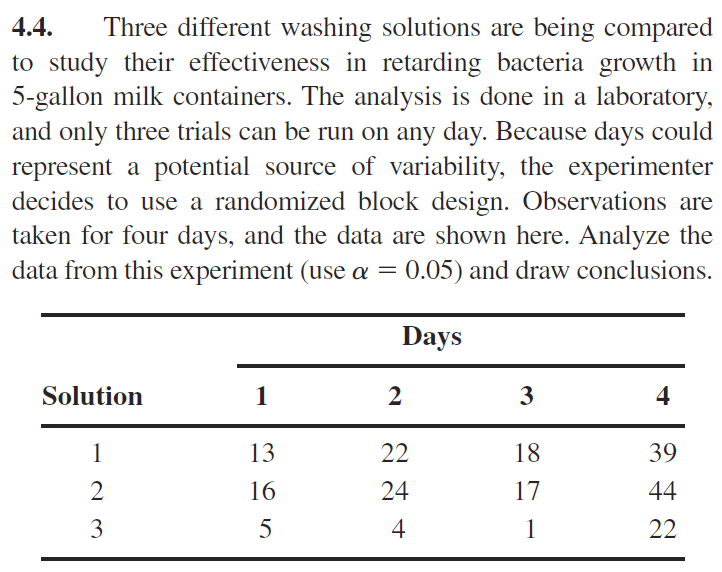 4.4. Three different washing solutions are being compared
to study their effectiveness in retarding bacteria growth in
5-gallon milk containers. The analysis is done in a laboratory,
and only three trials can be run on any day. Because days could
represent a potential source of variability, the experimenter
decides to use a randomized block design. Observations are
taken for four days, and the data are shown here. Analyze the
data from this experiment (use α = 0.05) and draw conclusions.
Days
Solution 1 2 3 4
1 13 22 18 39
2 16 24 17 44
3 5 4 1 22